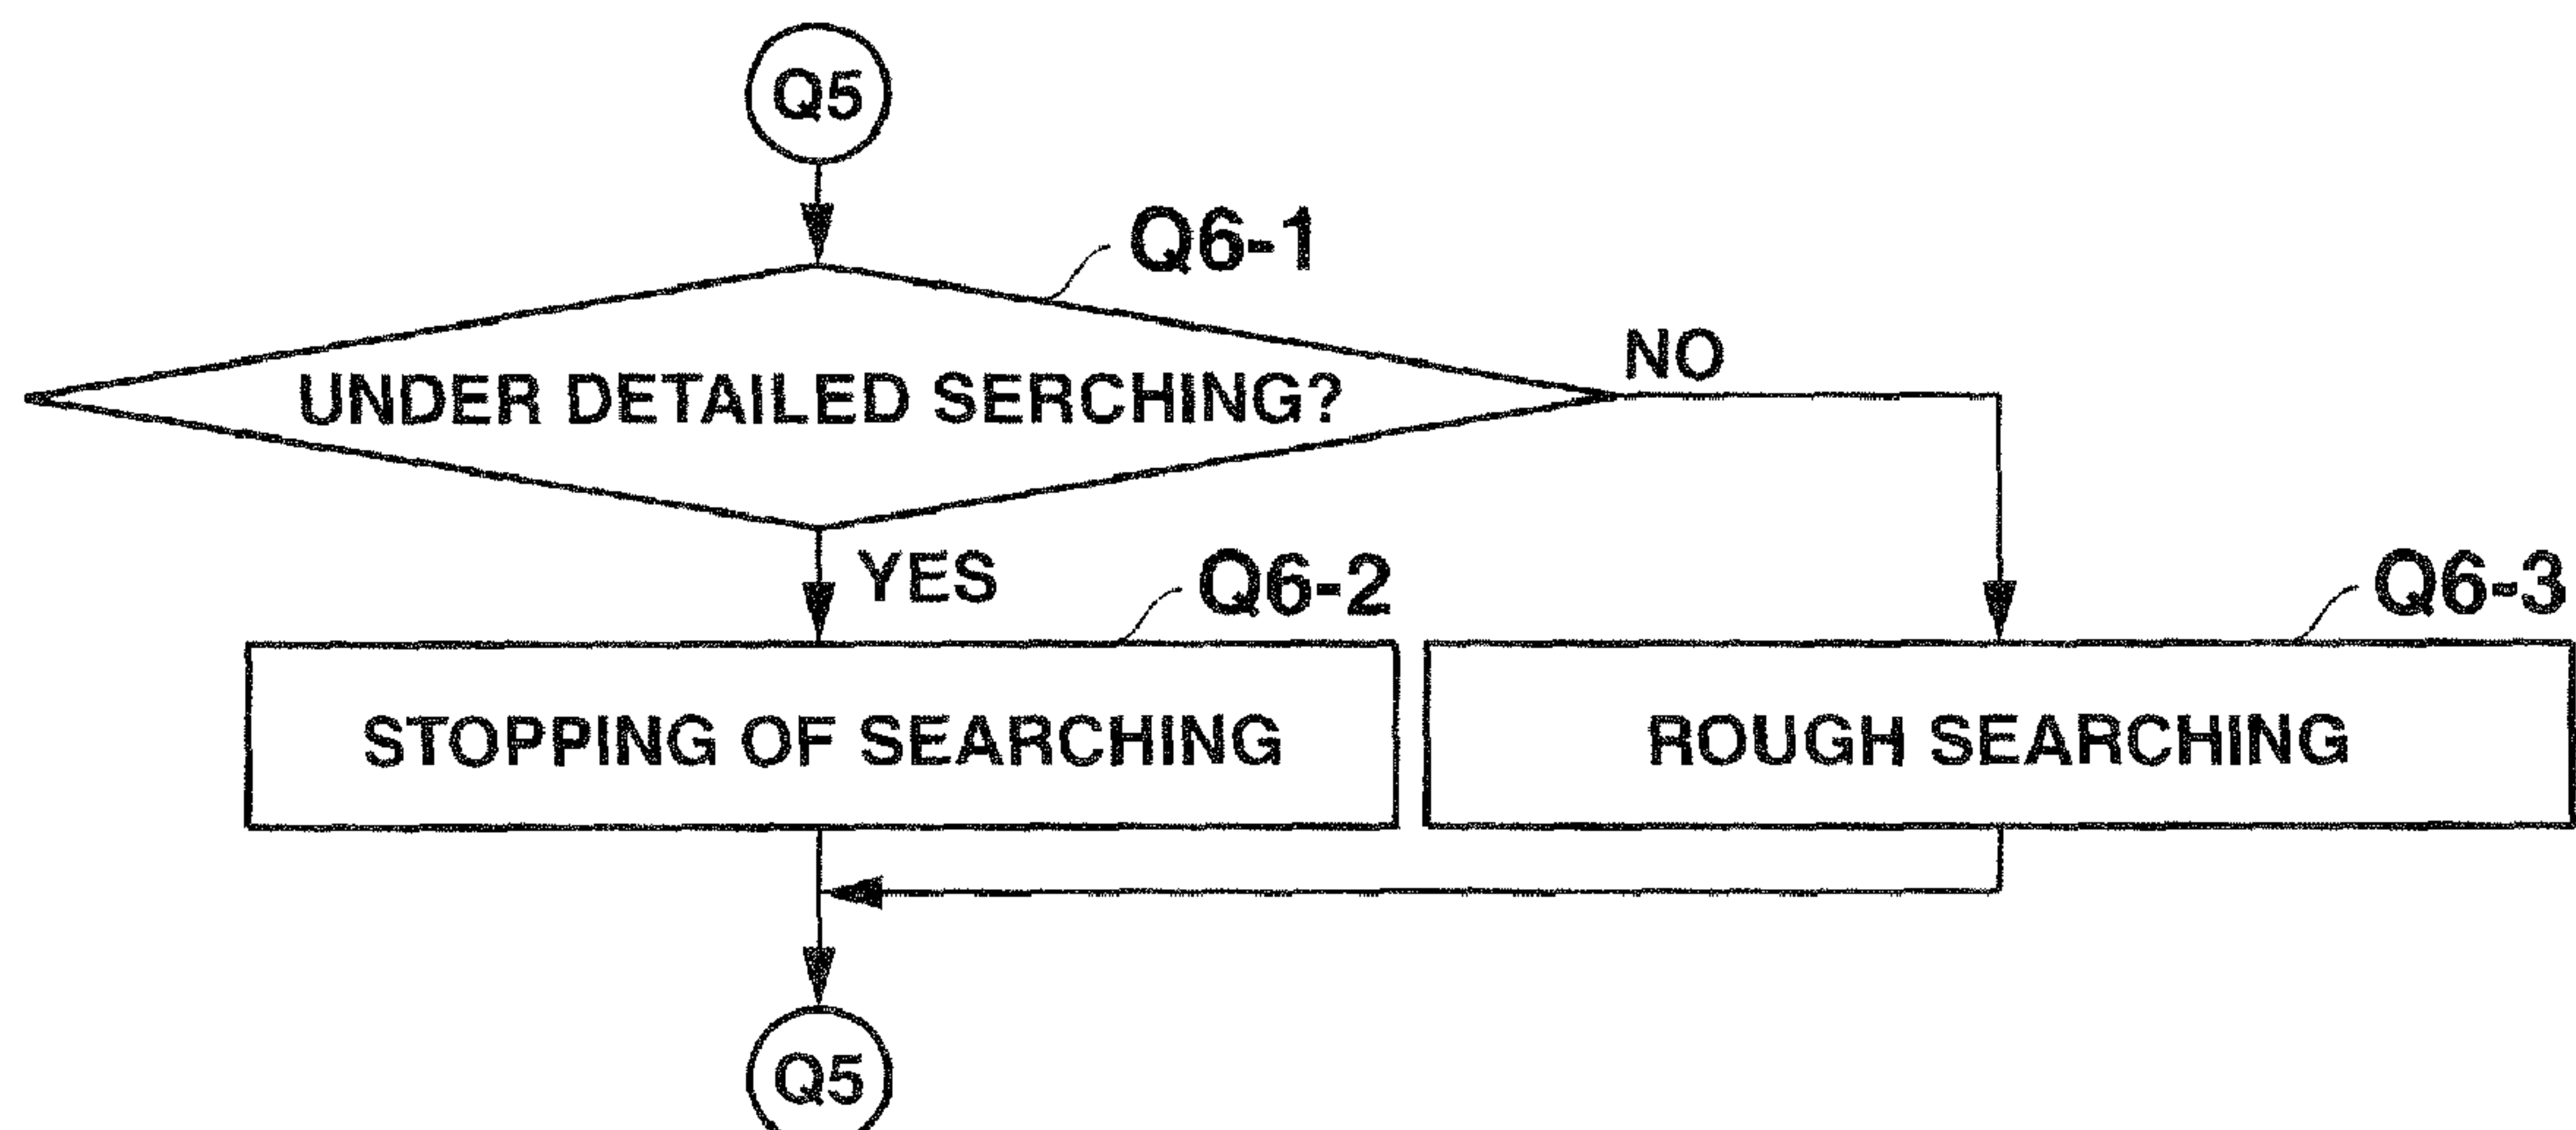 Q5
Q6-1
UNDER DETAILED SERCHING?
NO
YES
Q6-2
Q6-3
STOPPING OF SEARCHING
ROUGH SEARCHING
Q5